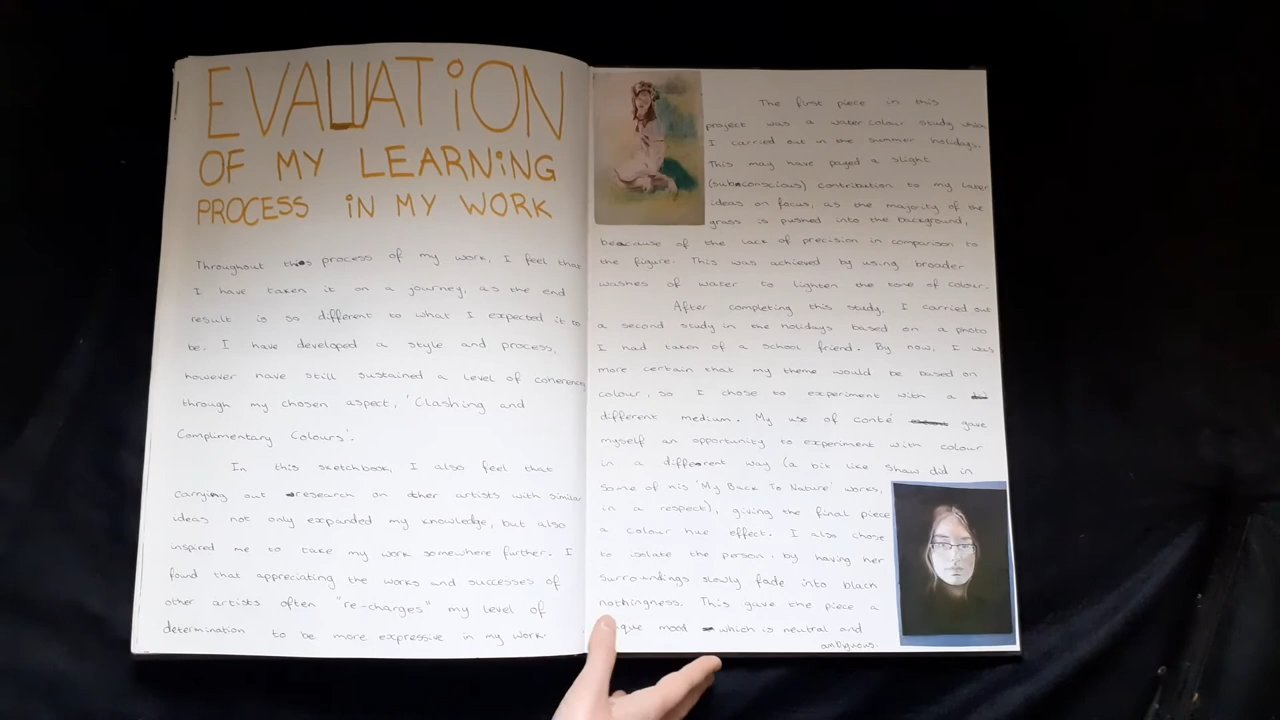 EVALUATION
OF MY LEARNING
PROCESS IN MY WORK
Throughout this process of my work, I feel that
I have taken it on a journey, as the end
result is so different to what I expected it to
be. I have developed a style and process,
however have still sustained a level of coherency
through my chosen aspect, 'Clashing and
Complimentary Colours'.
In this sketchbook, I also feel that
carrying out research on other artists with similar
ideas not only expanded my knowledge, but also
inspired me to take my work somewhere further. I
found that appreciating the works and successes of
other artists often "re-charges" my level of
determination to be more expressive in my work.
The first piece in this
project was a water colour study which
I carried out in the summer holidays.
This may have payed a slight
(subconscious) contribution to my later
ideas on focus, as the majority of the
grass is pushed into the background,
because of the lack of precision in comparison to
the figure. This was achieved by using broader
washes of water to lighten the tone of colour.
After completing this study, I carried out
a second study in the holidays based on a photo
I had taken of a school friend. By now, I was
more certain that my theme would be based on
colour, so I chose to experiment with a
different medium. My use of conté gave
myself an opportunity to experiment with colour
in a different way (a bit like Shaw did in
some of his 'My Back To Nature' works,
in a respect), giving the final piece
a colour hue effect. I also chose
to isolate the person, by having her
surroundings slowly fade into black
nothingness. This gave the piece a
mood which is neutral and
ambiguous.